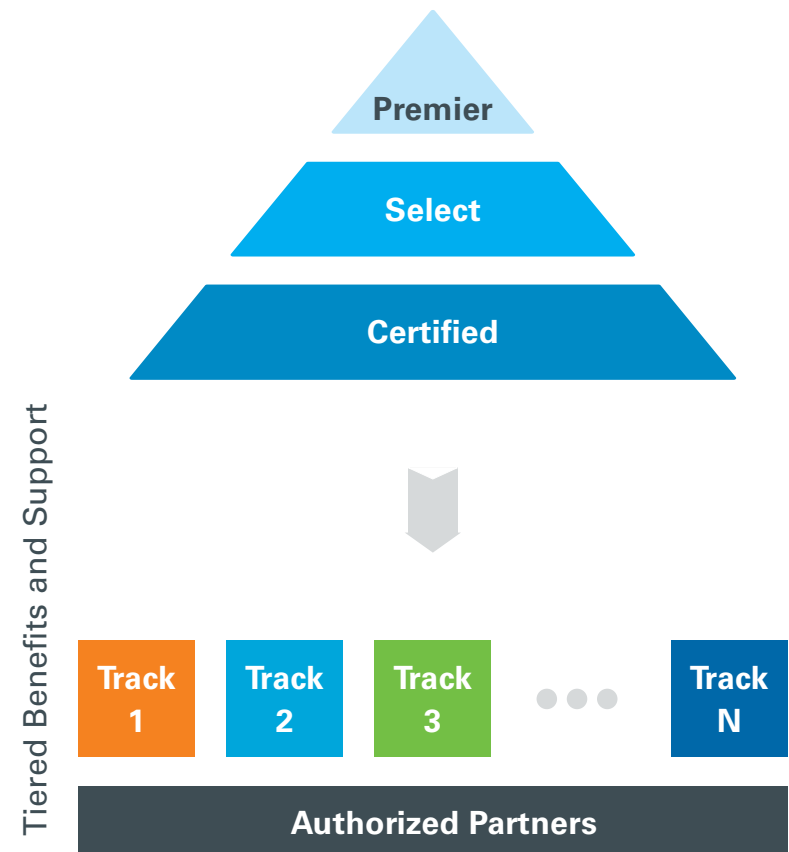 Premier
Select
Certified
Tiered Benefits and Support
Track
1
Track
2
Track
3
Track
N
Authorized Partners